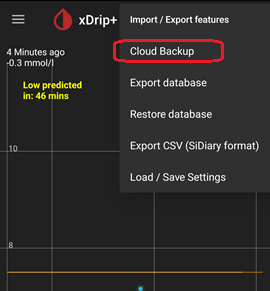 xDrip+
Import / Export features
4 Minutes ago
-0.3 mmol/l
Cloud Backup
Low predicted
in: 46 mins
Export database
Restore database
Export CSV (SiDiary format)
Load / Save Settings
10
8